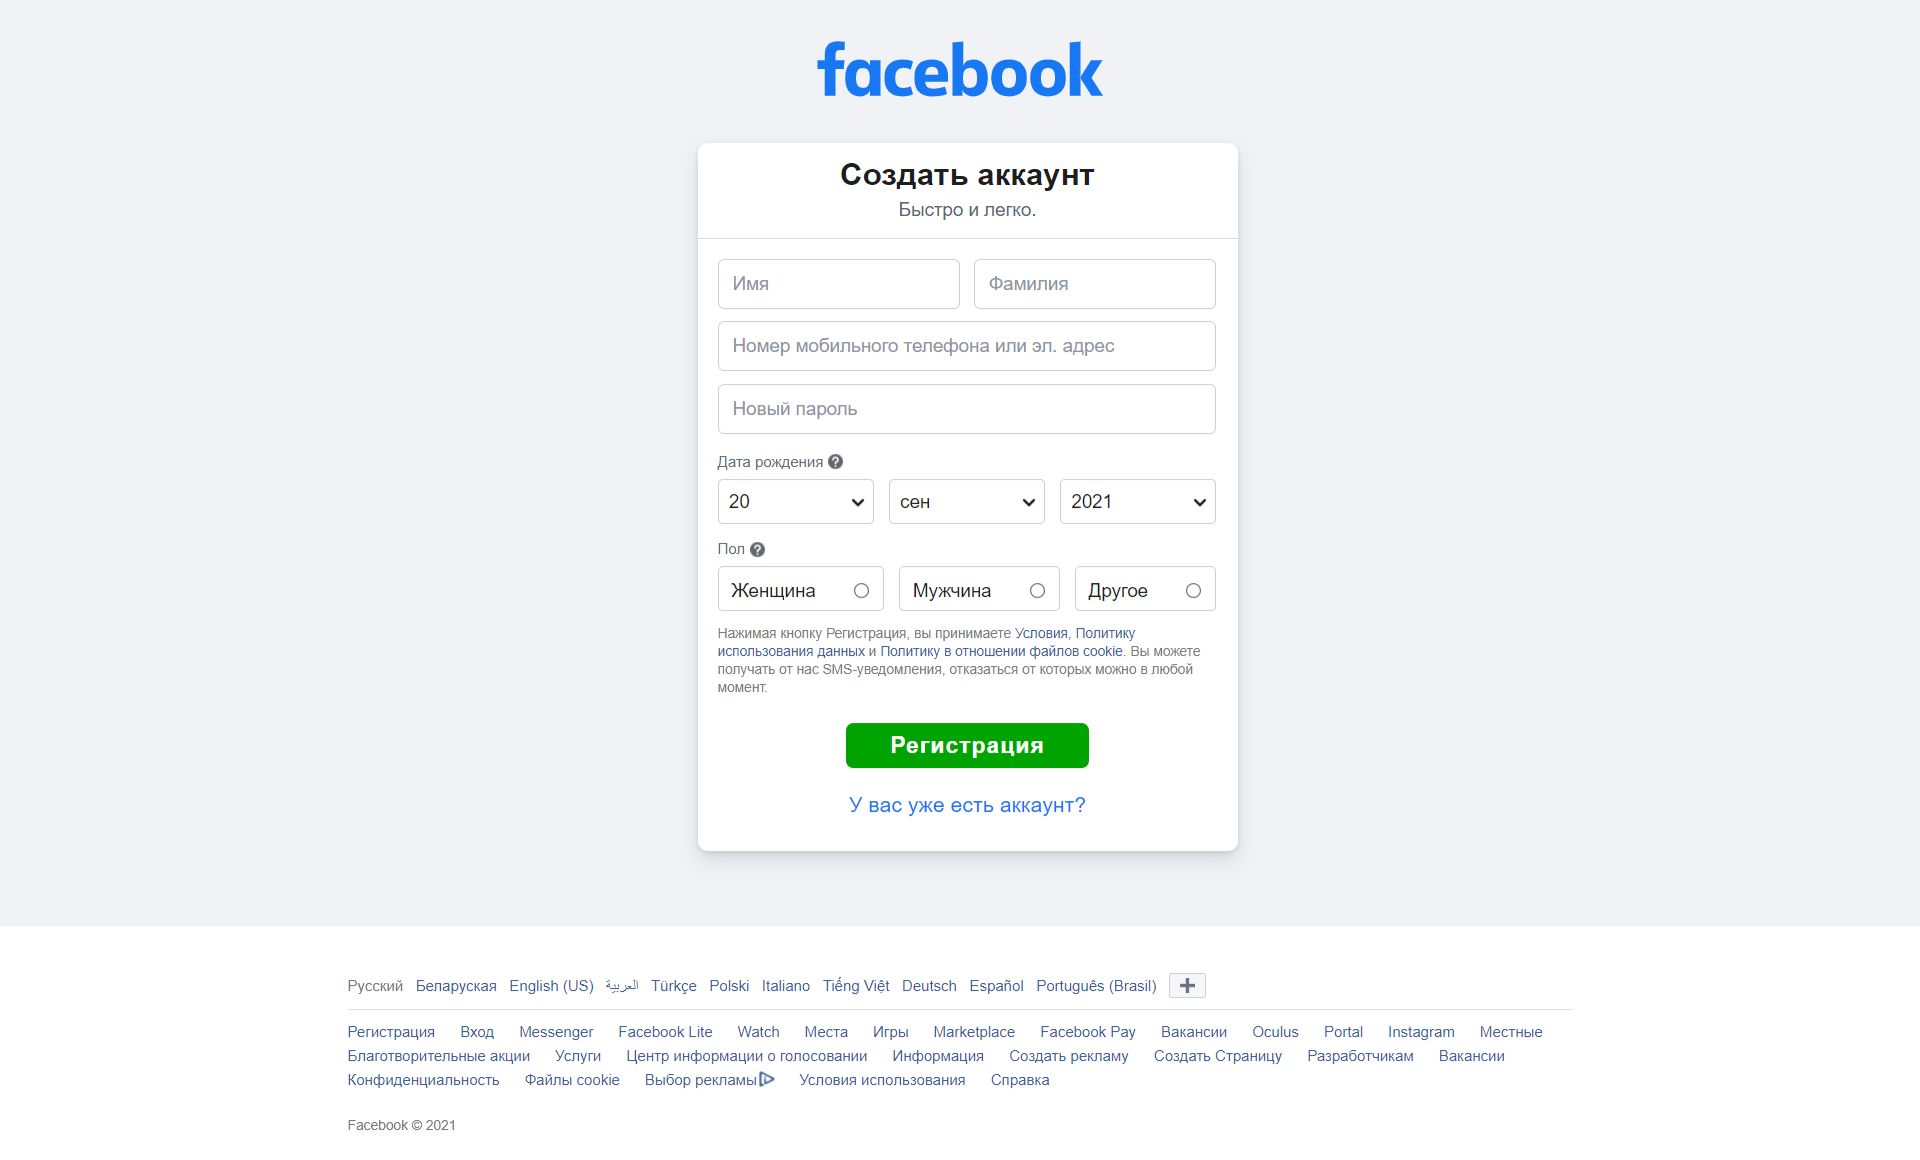 facebook
Создать аккаунт
Быстро и легко.
Имя Фамилия
Номер мобильного телефона или эл. адрес
Новый пароль
Дата рождения ?
20 сен 2021
Пол ?
Женщина Мужчина Другое
Нажимая кнопку Регистрация, вы принимаете Условия, Политику
использования данных и Политику в отношении файлов cookie. Вы можете
получать от нас SMS-уведомления, отказаться от которых можно в любой
момент.
Регистрация
У вас уже есть аккаунт?
Русский Беларуская English (US) العربية Türkçe Polski Italiano Tiếng Việt Deutsch Español Português (Brasil)
Регистрация Вход Messenger Facebook Lite Watch Места Игры Marketplace Facebook Pay Вакансии Oculus Portal Instagram Местные
Благотворительные акции Услуги Центр информации о голосовании Информация Создать рекламу Создать Страницу Разработчикам Вакансии
Конфиденциальность Файлы cookie Выбор рекламы Условия использования Справка
Facebook © 2021